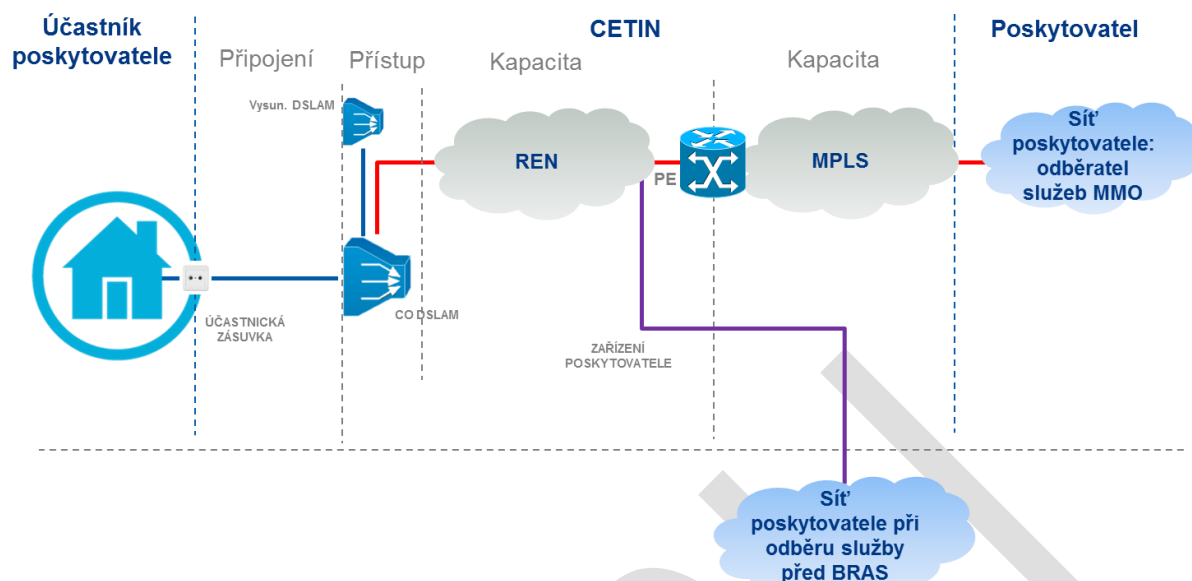 Účastník
poskytovatele
CETIN
Poskytovatel
Připojení
Přístup
Kapacita
Kapacita
Vysun. DSLAM
REN
PE
MPLS
Síť
poskytovatele:
odběratel
služeb MMO
CO DSLAM
ÚČASTNICKÁ
ZÁSUVKA
ZAŘÍZENÍ
POSKYTOVATELE
Síť
poskytovatele při
odběru služby
před BRAS